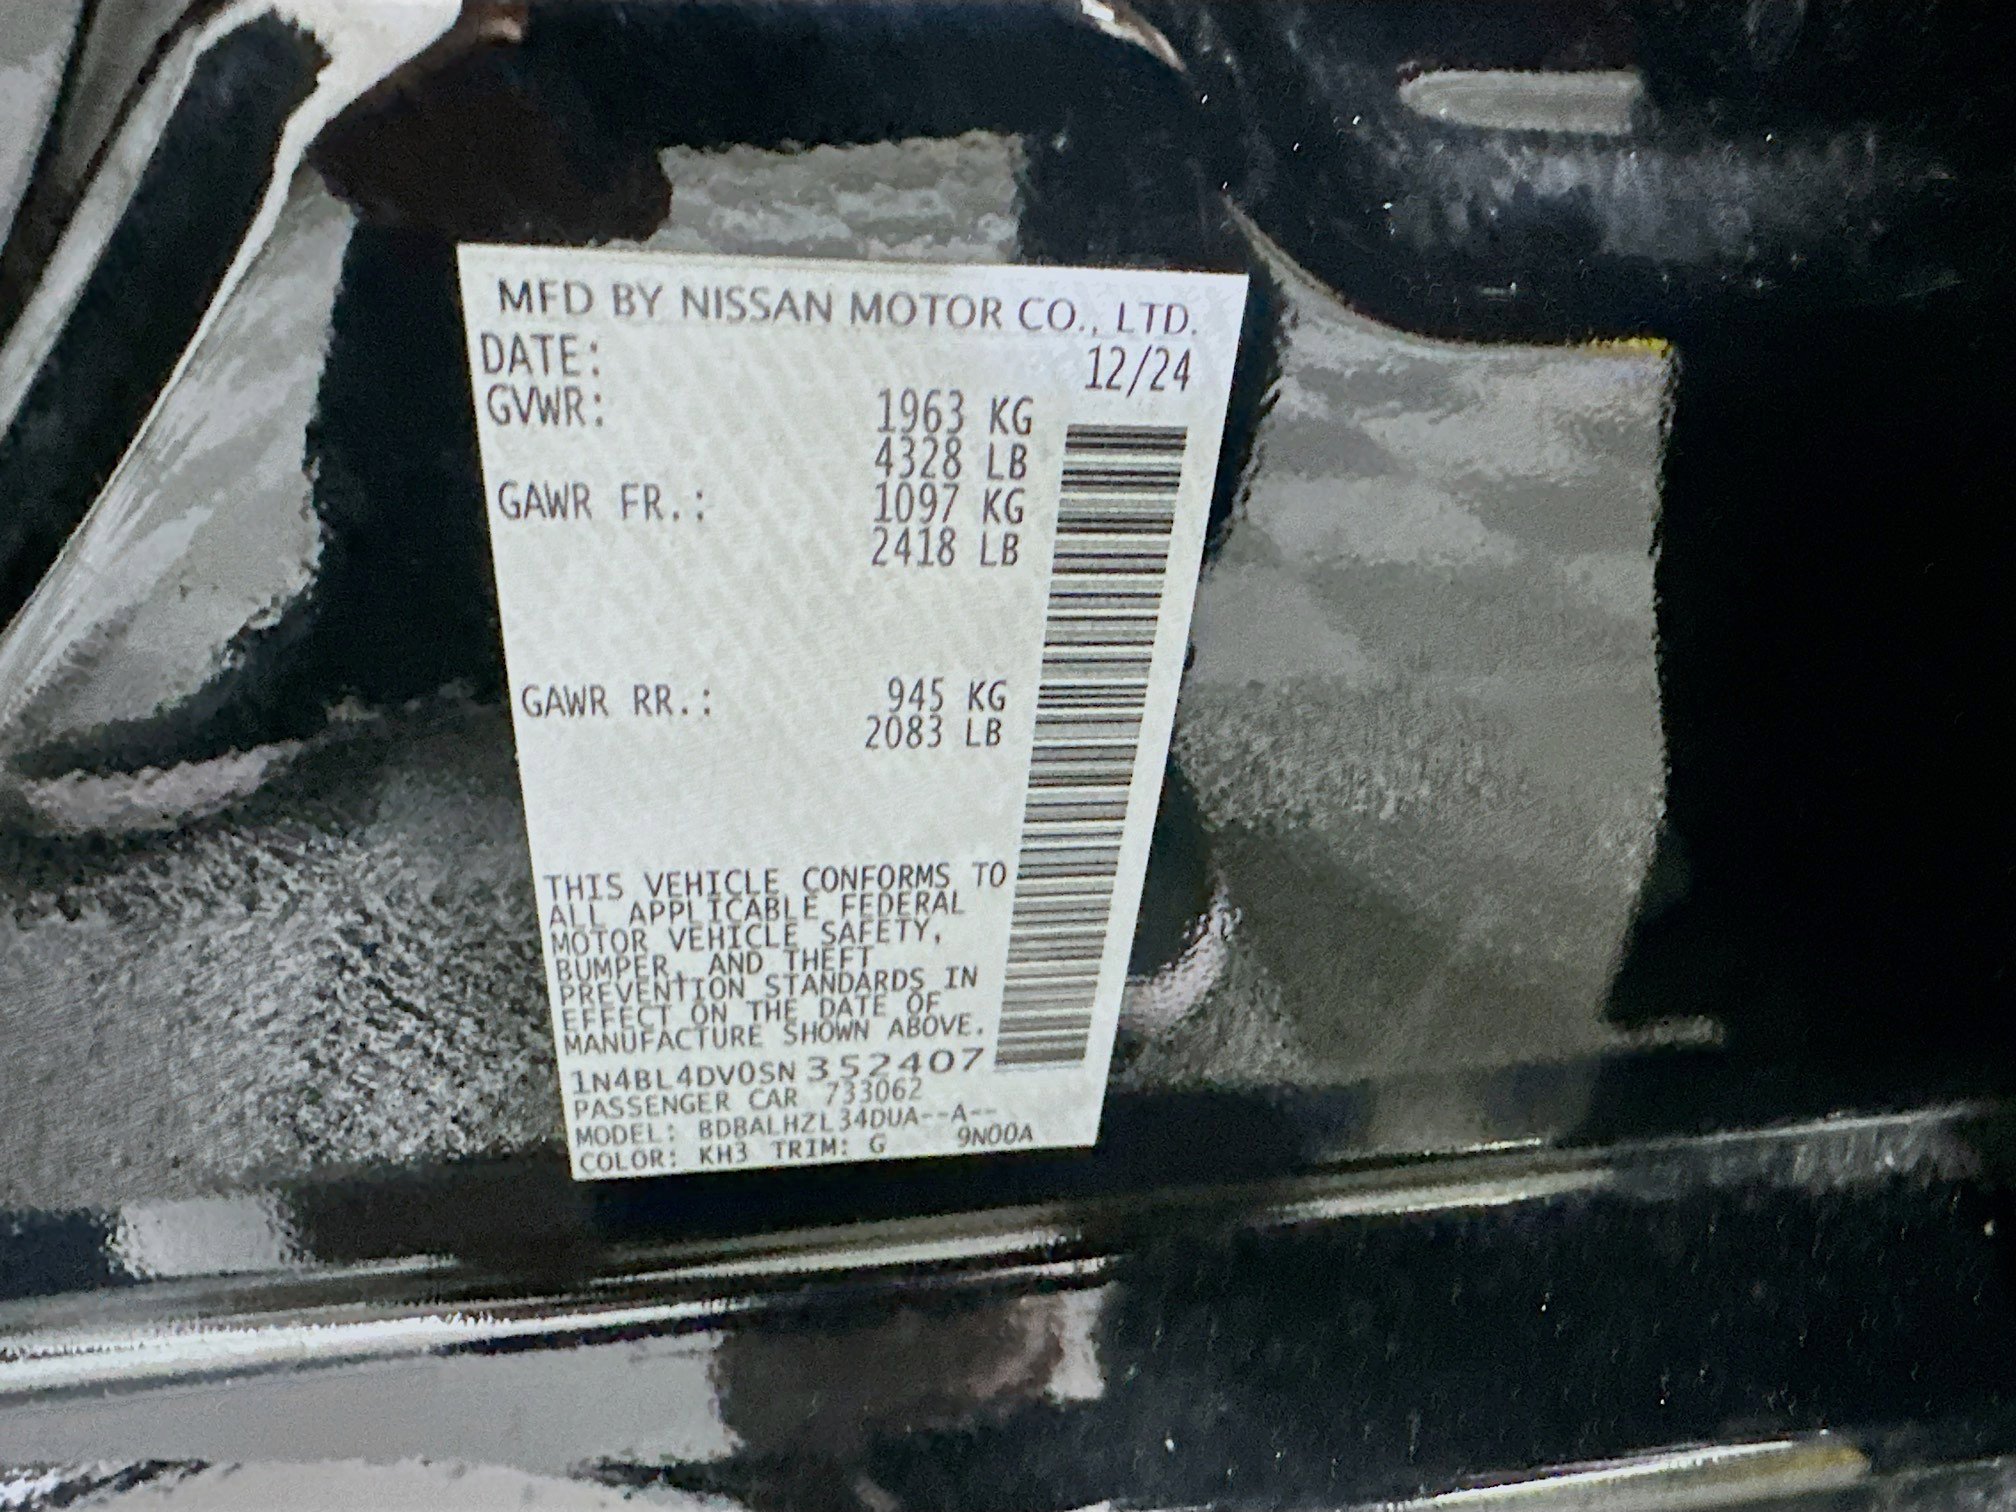 MFD BY NISSAN MOTOR CO., LTD.
DATE: 12/24
GVWR: 1963 KG
4328 LB
GAWR FR.: 1097 KG
2418 LB
GAWR RR.: 945 KG
2083 LB
THIS VEHICLE CONFORMS TO
ALL APPLICABLE FEDERAL
MOTOR VEHICLE SAFETY,
BUMPER, AND THEFT
PREVENTION STANDARDS IN
EFFECT ON THE DATE OF
MANUFACTURE SHOWN ABOVE.
1N4BL4DV0SN352407
PASSENGER CAR 733062
MODEL: BDBALHZL34DUA--A--
COLOR: KH3 TRIM: G 9N00A